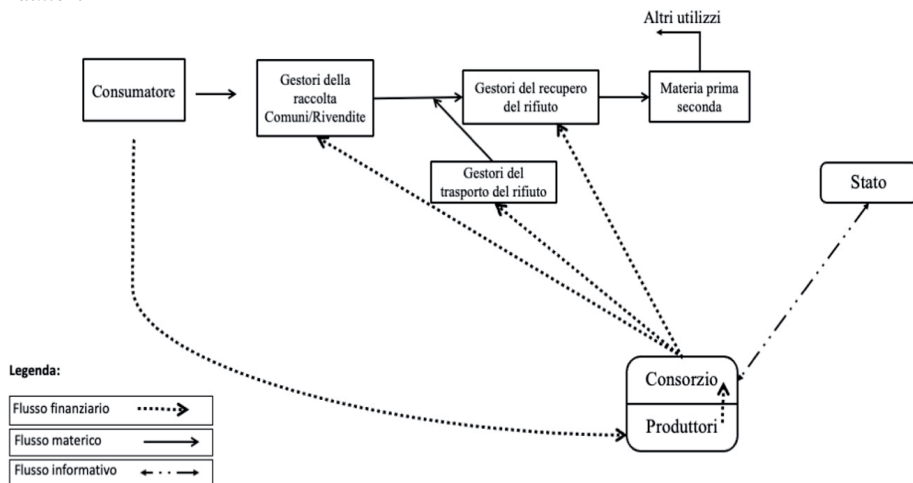 Altri utilizzi
Consumatore
Gestori della
raccolta
Comuni/Rivendite
Gestori del recupero
del rifiuto
Materia prima
seconda
Gestori del
trasporto del rifiuto
Stato
Consorzio
Produttori
Legenda:
Flusso finanziario
Flusso materico
Flusso informativo